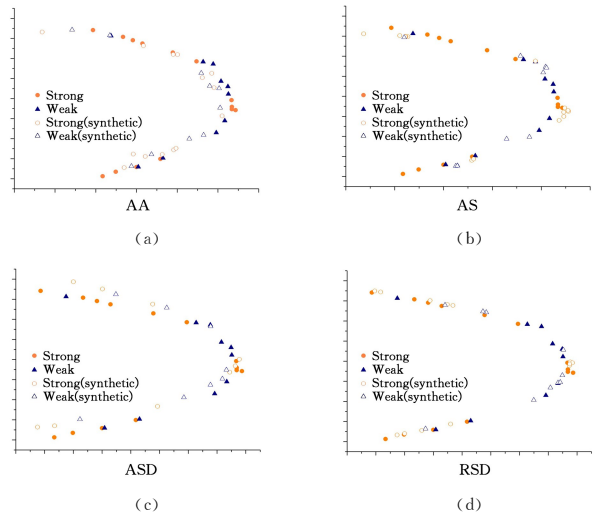 Strong
Weak
Strong(synthetic)
Weak(synthetic)
AA
(a)
Strong
Weak
Strong(synthetic)
Weak(synthetic)
AS
(b)
Strong
Weak
Strong(synthetic)
Weak(synthetic)
ASD
(c)
Strong
Weak
Strong(synthetic)
Weak(synthetic)
RSD
(d)